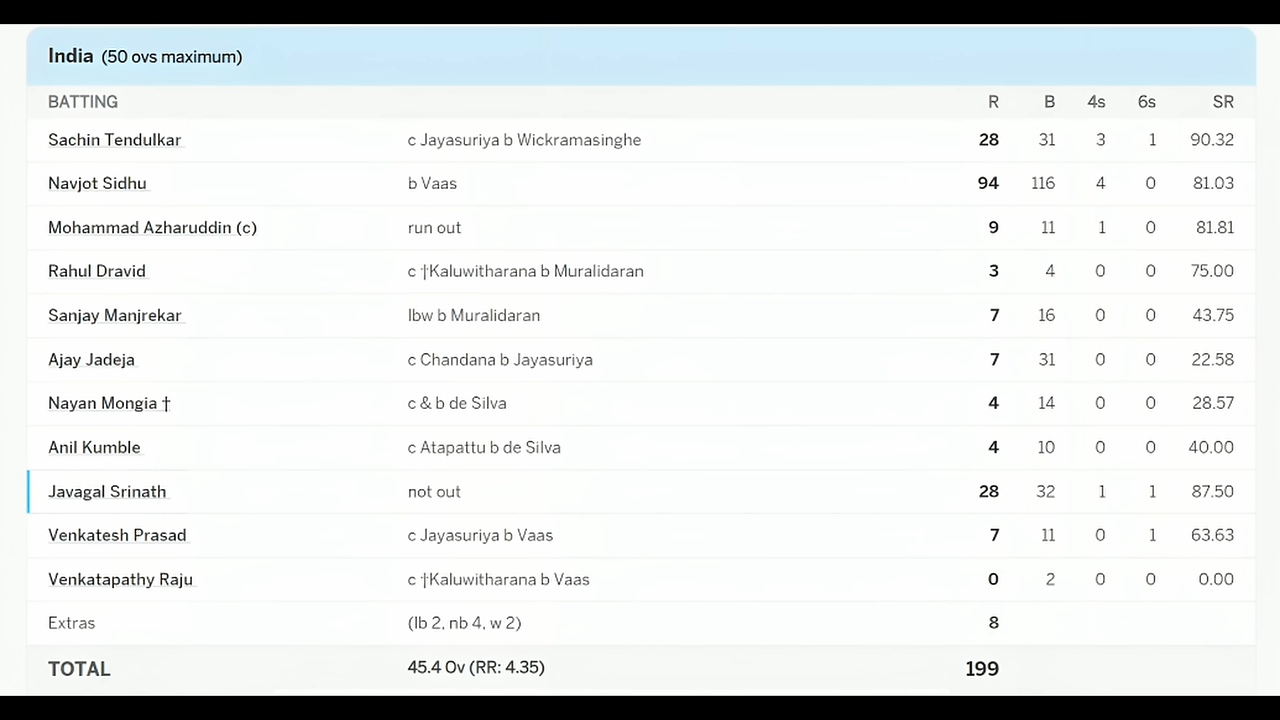 India (50 ovs maximum)
BATTING R B 4s 6s SR
Sachin Tendulkar c Jayasuriya b Wickramasinghe 28 31 3 1 90.32
Navjot Sidhu b Vaas 94 116 4 0 81.03
Mohammad Azharuddin (c) run out 9 11 1 0 81.81
Rahul Dravid c †Kaluwitharana b Muralidaran 3 4 0 0 75.00
Sanjay Manjrekar lbw b Muralidaran 7 16 0 0 43.75
Ajay Jadeja c Chandana b Jayasuriya 7 31 0 0 22.58
Nayan Mongia † c & b de Silva 4 14 0 0 28.57
Anil Kumble c Atapattu b de Silva 4 10 0 0 40.00
Javagal Srinath not out 28 32 1 1 87.50
Venkatesh Prasad c Jayasuriya b Vaas 7 11 0 1 63.63
Venkatapathy Raju c †Kaluwitharana b Vaas 0 2 0 0 0.00
Extras (lb 2, nb 4, w 2) 8
TOTAL 45.4 Ov (RR: 4.35) 199